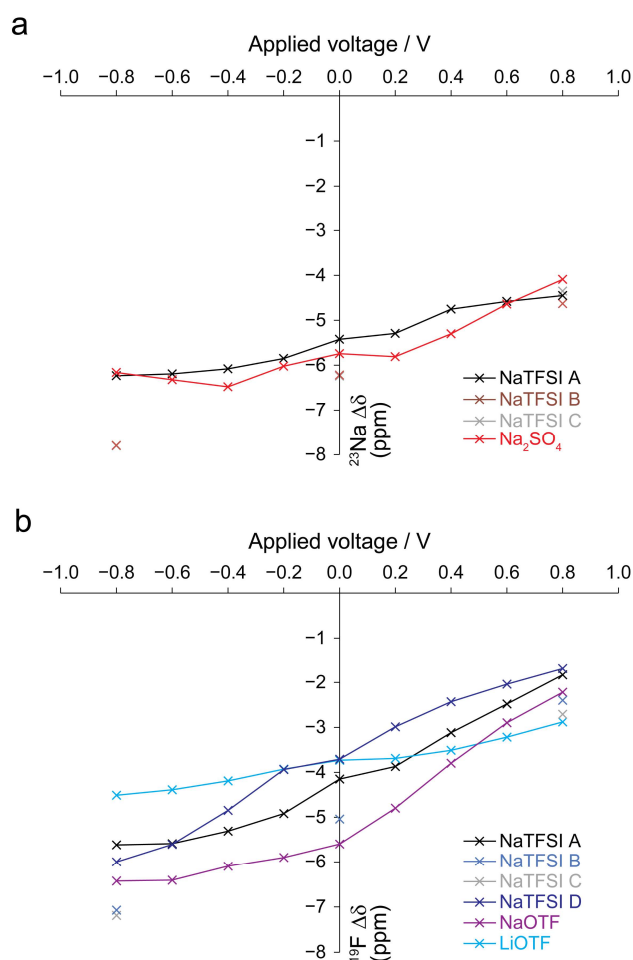 a
Applied voltage / V
−1.0 −0.8 −0.6 −0.4 −0.2 0.0 0.2 0.4 0.6 0.8 1.0
−1
−2
−3
−4
−5
−6
−7
−8
²³Na Δδ
(ppm)
NaTFSI A
NaTFSI B
NaTFSI C
Na₂SO₄
b
Applied voltage / V
−1.0 −0.8 −0.6 −0.4 −0.2 0.0 0.2 0.4 0.6 0.8 1.0
−1
−2
−3
−4
−5
−6
−7
−8
¹⁹F Δδ
(ppm)
NaTFSI A
NaTFSI B
NaTFSI C
NaTFSI D
NaOTF
LiOTF